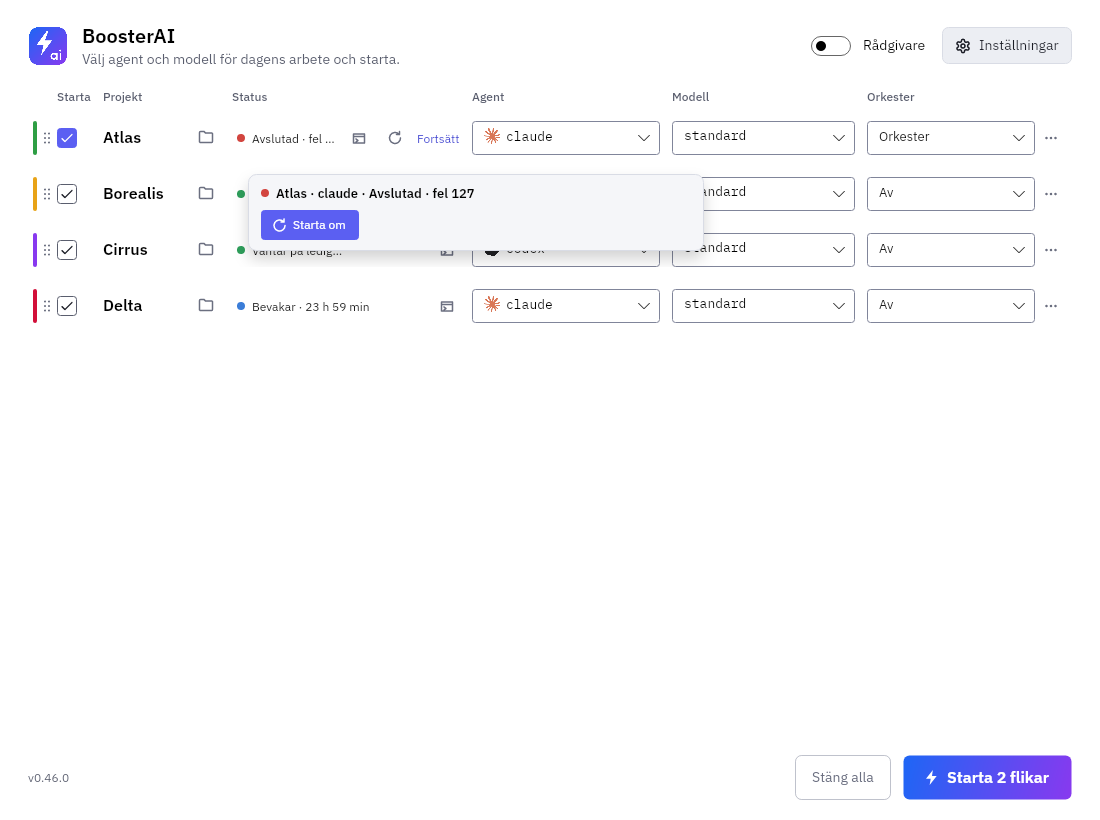 ai
BoosterAI
Välj agent och modell för dagens arbete och starta.
Rådgivare
Inställningar
Starta Projekt Status Agent Modell Orkester
Atlas Avslutad · fel ... Fortsätt claude standard Orkester
Borealis Av
Atlas · claude · Avslutad · fel 127
Starta om
Cirrus Av
Delta Bevakar · 23 h 59 min claude standard Av
v0.46.0
Stäng alla
Starta 2 flikar